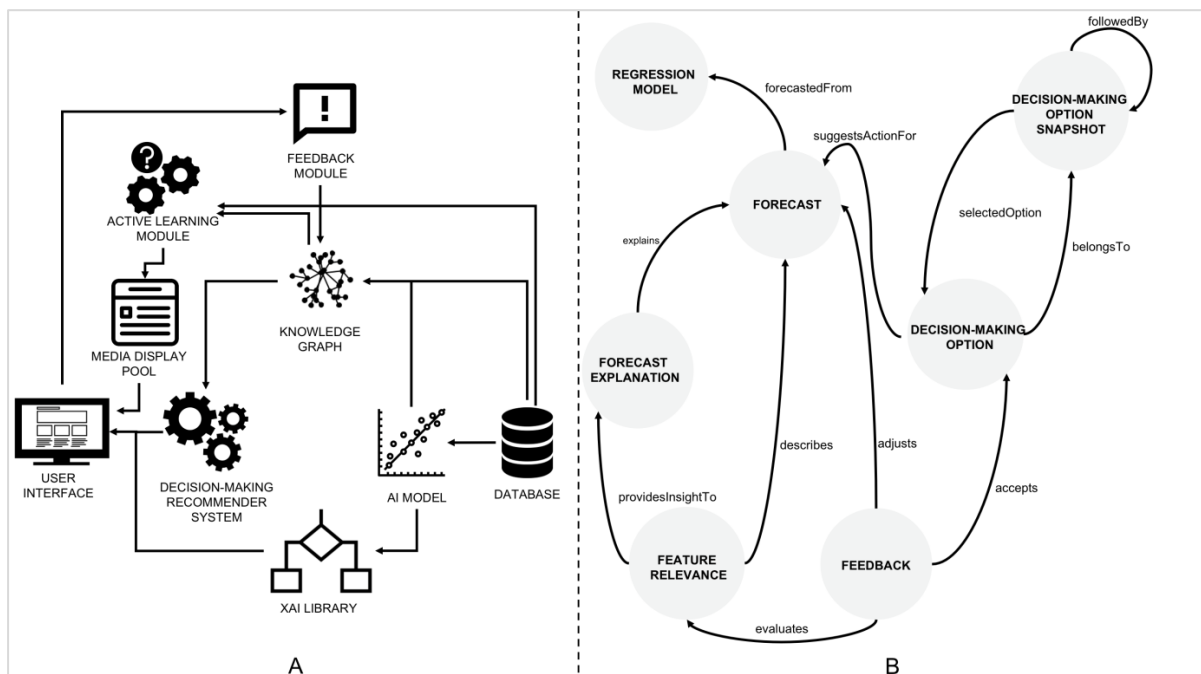 FEEDBACK
MODULE
ACTIVE LEARNING
MODULE
MEDIA DISPLAY
POOL
KNOWLEDGE
GRAPH
USER
INTERFACE
DECISION-MAKING
RECOMMENDER
SYSTEM
AI MODEL
DATABASE
XAI LIBRARY
A
followedBy
REGRESSION
MODEL
forecastedFrom
DECISION-MAKING
OPTION
SNAPSHOT
suggestsActionFor
FORECAST
selectedOption
explains
belongsTo
DECISION-MAKING
OPTION
FORECAST
EXPLANATION
describes
adjusts
accepts
providesInsightTo
FEATURE
RELEVANCE
FEEDBACK
evaluates
B